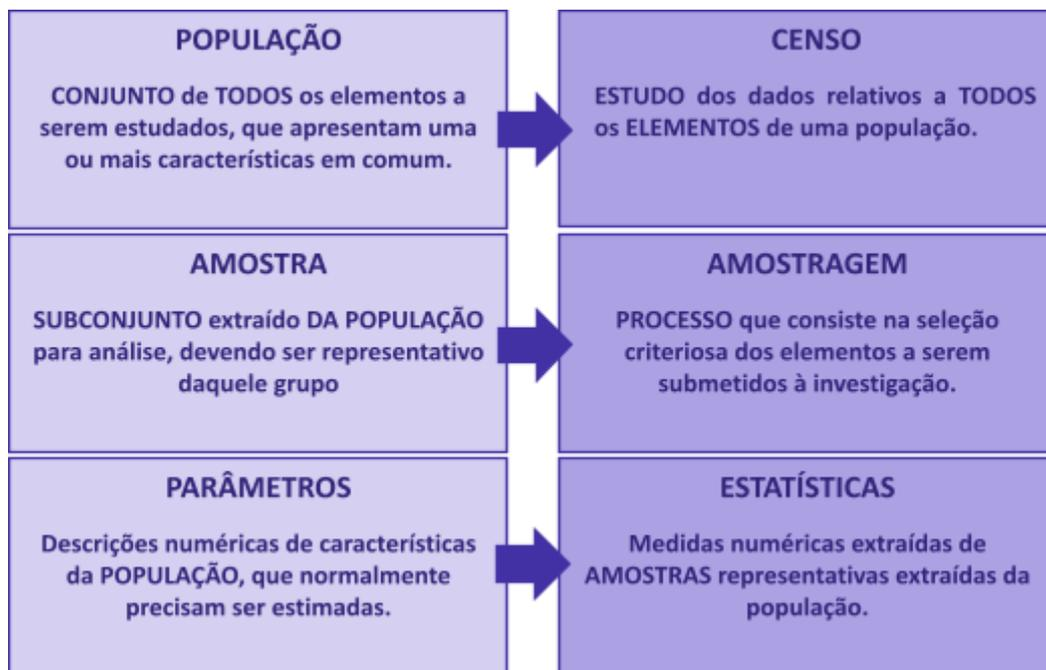 POPULAÇÃO
CONJUNTO de TODOS os elementos a
serem estudados, que apresentam uma
ou mais características em comum.
CENSO
ESTUDO dos dados relativos a TODOS
os ELEMENTOS de uma população.
AMOSTRA
SUBCONJUNTO extraído DA POPULAÇÃO
para análise, devendo ser representativo
daquele grupo
AMOSTRAGEM
PROCESSO que consiste na seleção
criteriosa dos elementos a serem
submetidos à investigação.
PARÂMETROS
Descrições numéricas de características
da POPULAÇÃO, que normalmente
precisam ser estimadas.
ESTATÍSTICAS
Medidas numéricas extraídas de
AMOSTRAS representativas extraídas da
população.